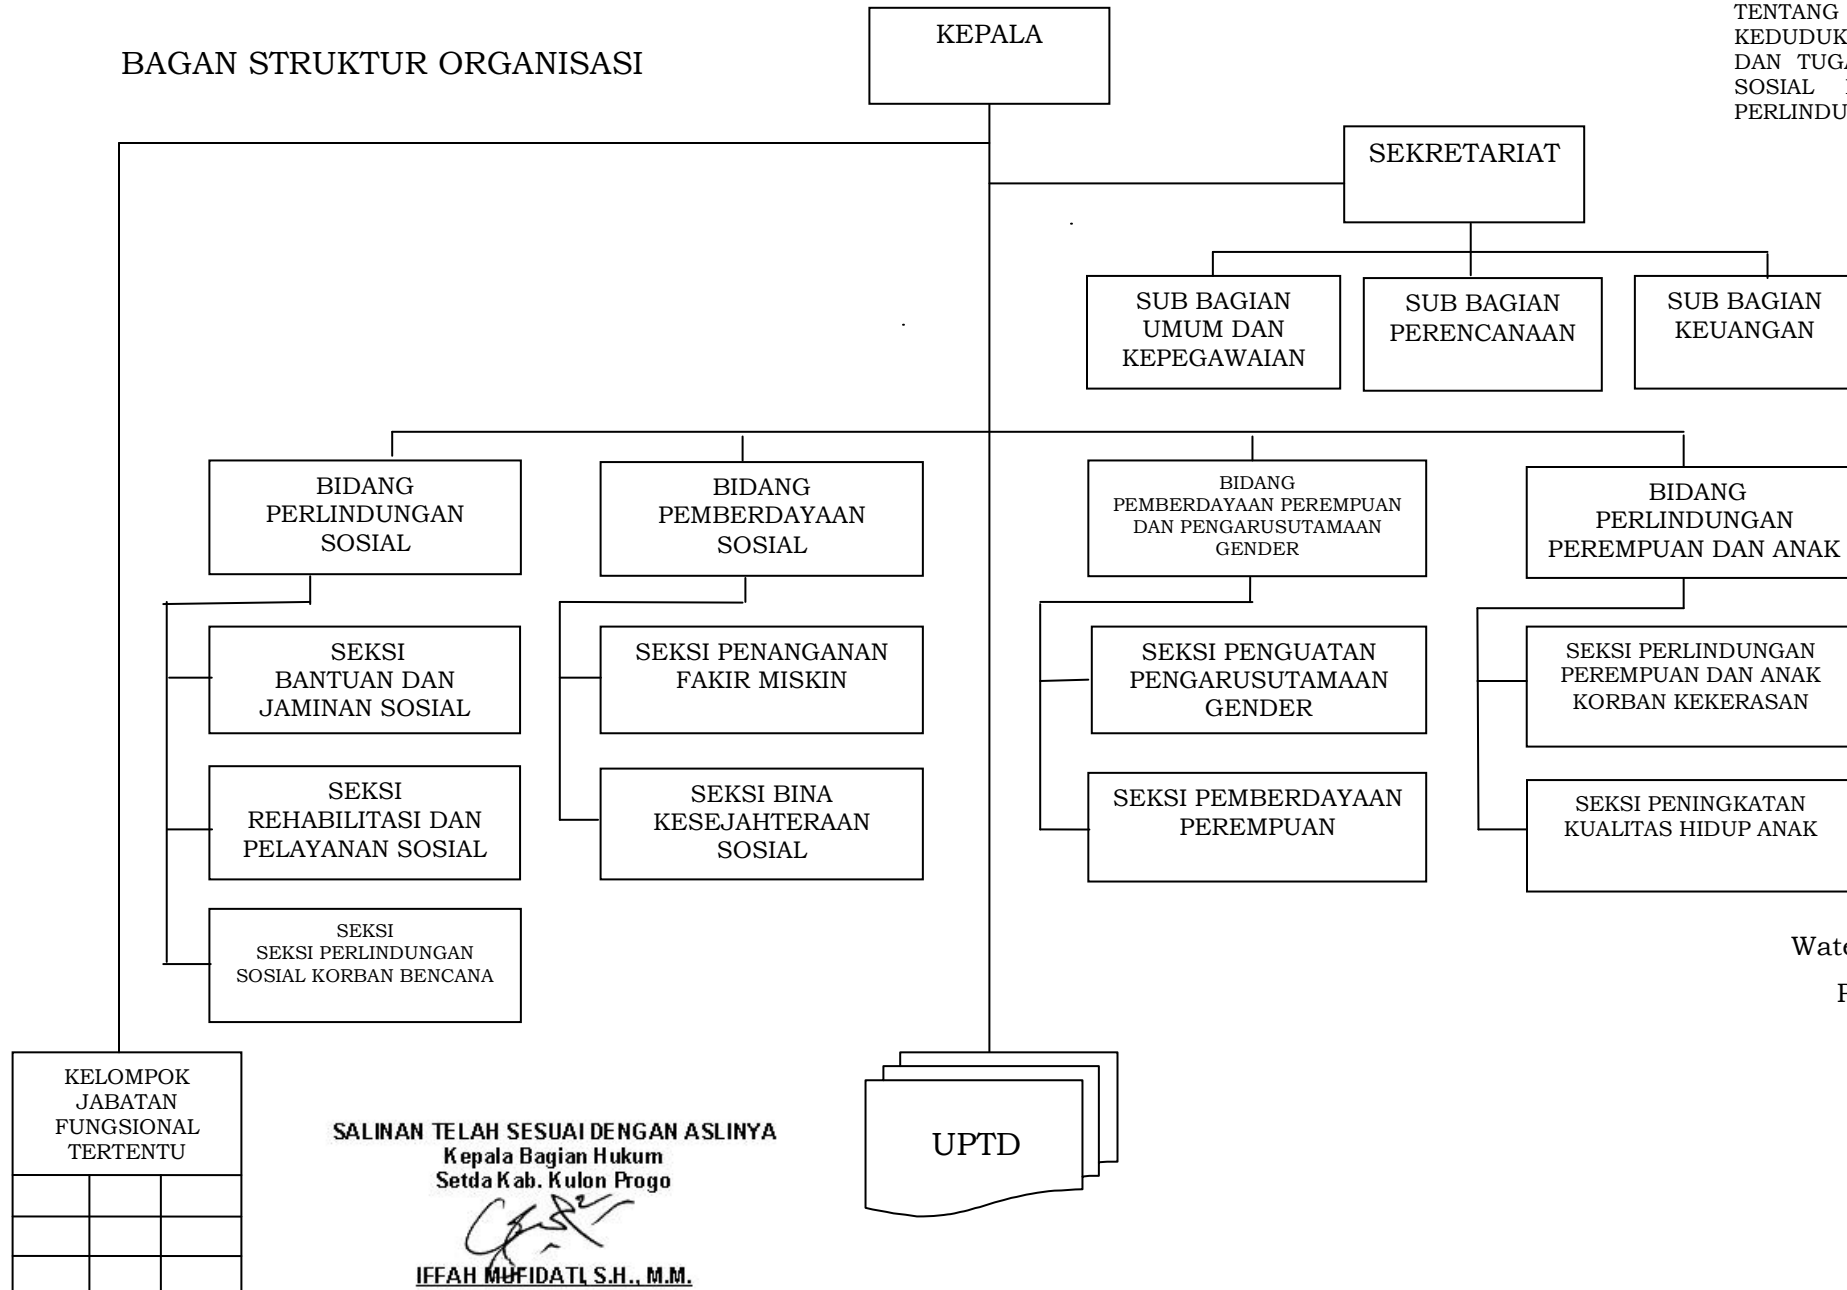 TENTANG
DAN
SOSIAL
BAGAN STRUKTUR ORGANISASI
KEPALA
SEKRETARIAT
SUB BAGIAN
UMUM DAN
KEPEGAWAIAN
SUB BAGIAN
PERENCANAAN
SUB BAGIAN
KEUANGAN
BIDANG
PERLINDUNGAN
SOSIAL
BIDANG
PEMBERDAYAAN
SOSIAL
BIDANG
PEMBERDAYAAN PEREMPUAN
DAN PENGARUSUTAMAAN
GENDER
BIDANG
PERLINDUNGAN
PEREMPUAN DAN ANAK
SEKSI
BANTUAN DAN
JAMINAN SOSIAL
SEKSI PENANGANAN
FAKIR MISKIN
SEKSI PENGUATAN
PENGARUSUTAMAAN
GENDER
SEKSI PERLINDUNGAN
PEREMPUAN DAN ANAK
KORBAN KEKERASAN
SEKSI
REHABILITASI DAN
PELAYANAN SOSIAL
SEKSI BINA
KESEJAHTERAAN
SOSIAL
SEKSI PEMBERDAYAAN
PEREMPUAN
SEKSI PENINGKATAN
KUALITAS HIDUP ANAK
SEKSI
SEKSI PERLINDUNGAN
SOSIAL KORBAN BENCANA
KELOMPOK
JABATAN
FUNGSIONAL
TERTENTU
UPTD
SALINAN TELAH SESUAI DENGAN ASLINYA
Kepala Bagian Hukum
Setda Kab. Kulon Progo
IFFAH MUFIDATI, S.H., M.M.